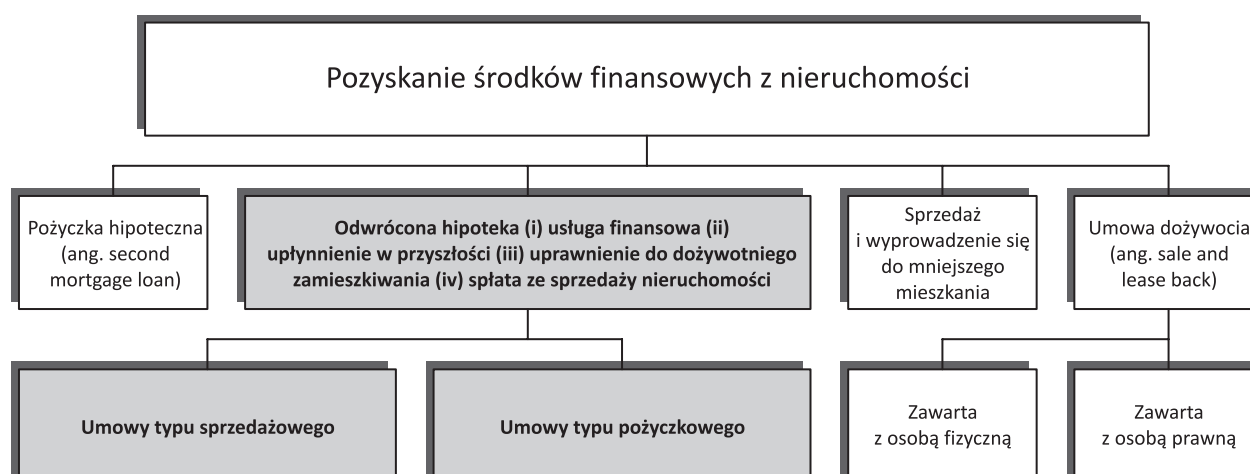 Pozyskanie środków finansowych z nieruchomości
Pożyczka hipoteczna
(ang. second
mortgage loan)
Odwrócona hipoteka (i) usługa finansowa (ii)
upłynnienie w przyszłości (iii) uprawnienie do dożywotniego
zamieszkiwania (iv) spłata ze sprzedaży nieruchomości
Sprzedaż
i wyprowadzenie się
do mniejszego
mieszkania
Umowa dożywocia
(ang. sale and
lease back)
Umowy typu sprzedażowego
Umowy typu pożyczkowego
Zawarta
z osobą fizyczną
Zawarta
z osobą prawną